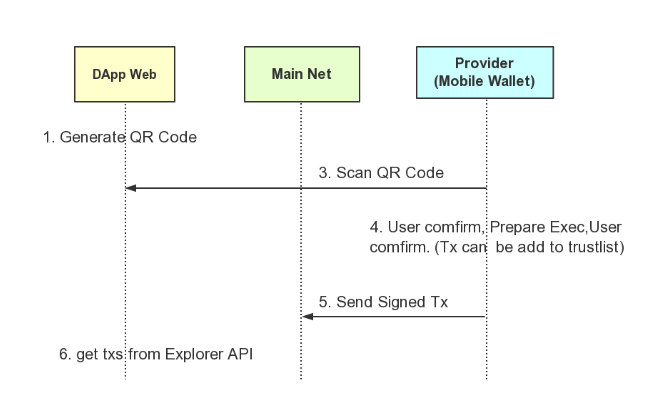 DApp Web
Main Net
Provider
(Mobile Wallet)
1. Generate QR Code
3. Scan QR Code
4. User comfirm, Prepare Exec,User
comfirm. (Tx can be add to trustlist)
5. Send Signed Tx
6. get txs from Explorer API